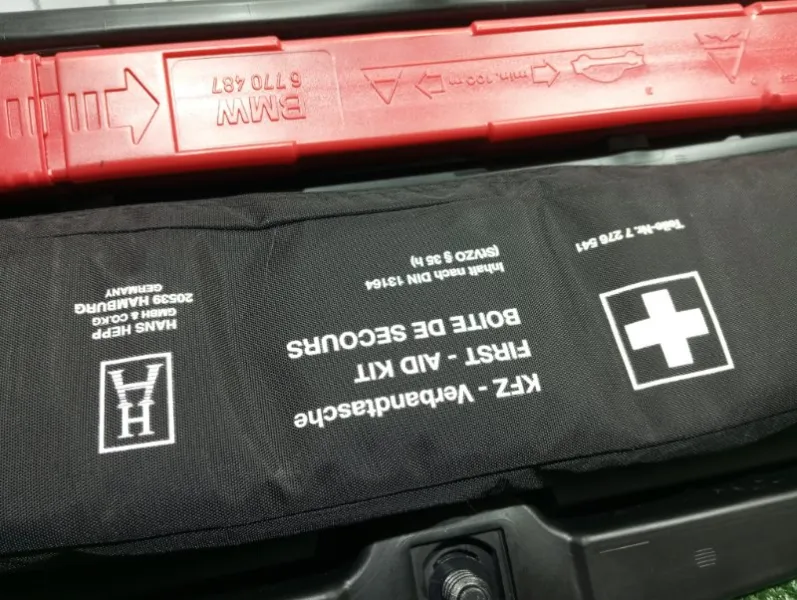 BMW
6 770 487
min. 100 m
KFZ - Verbandtasche
FIRST - AID KIT
BOITE DE SECOURS
Inhalt nach DIN 13164
(StVZO § 35 h)
Teile-Nr. 7 276 541
HANS HEPP
GMBH & CO.KG
20539 HAMBURG
GERMANY